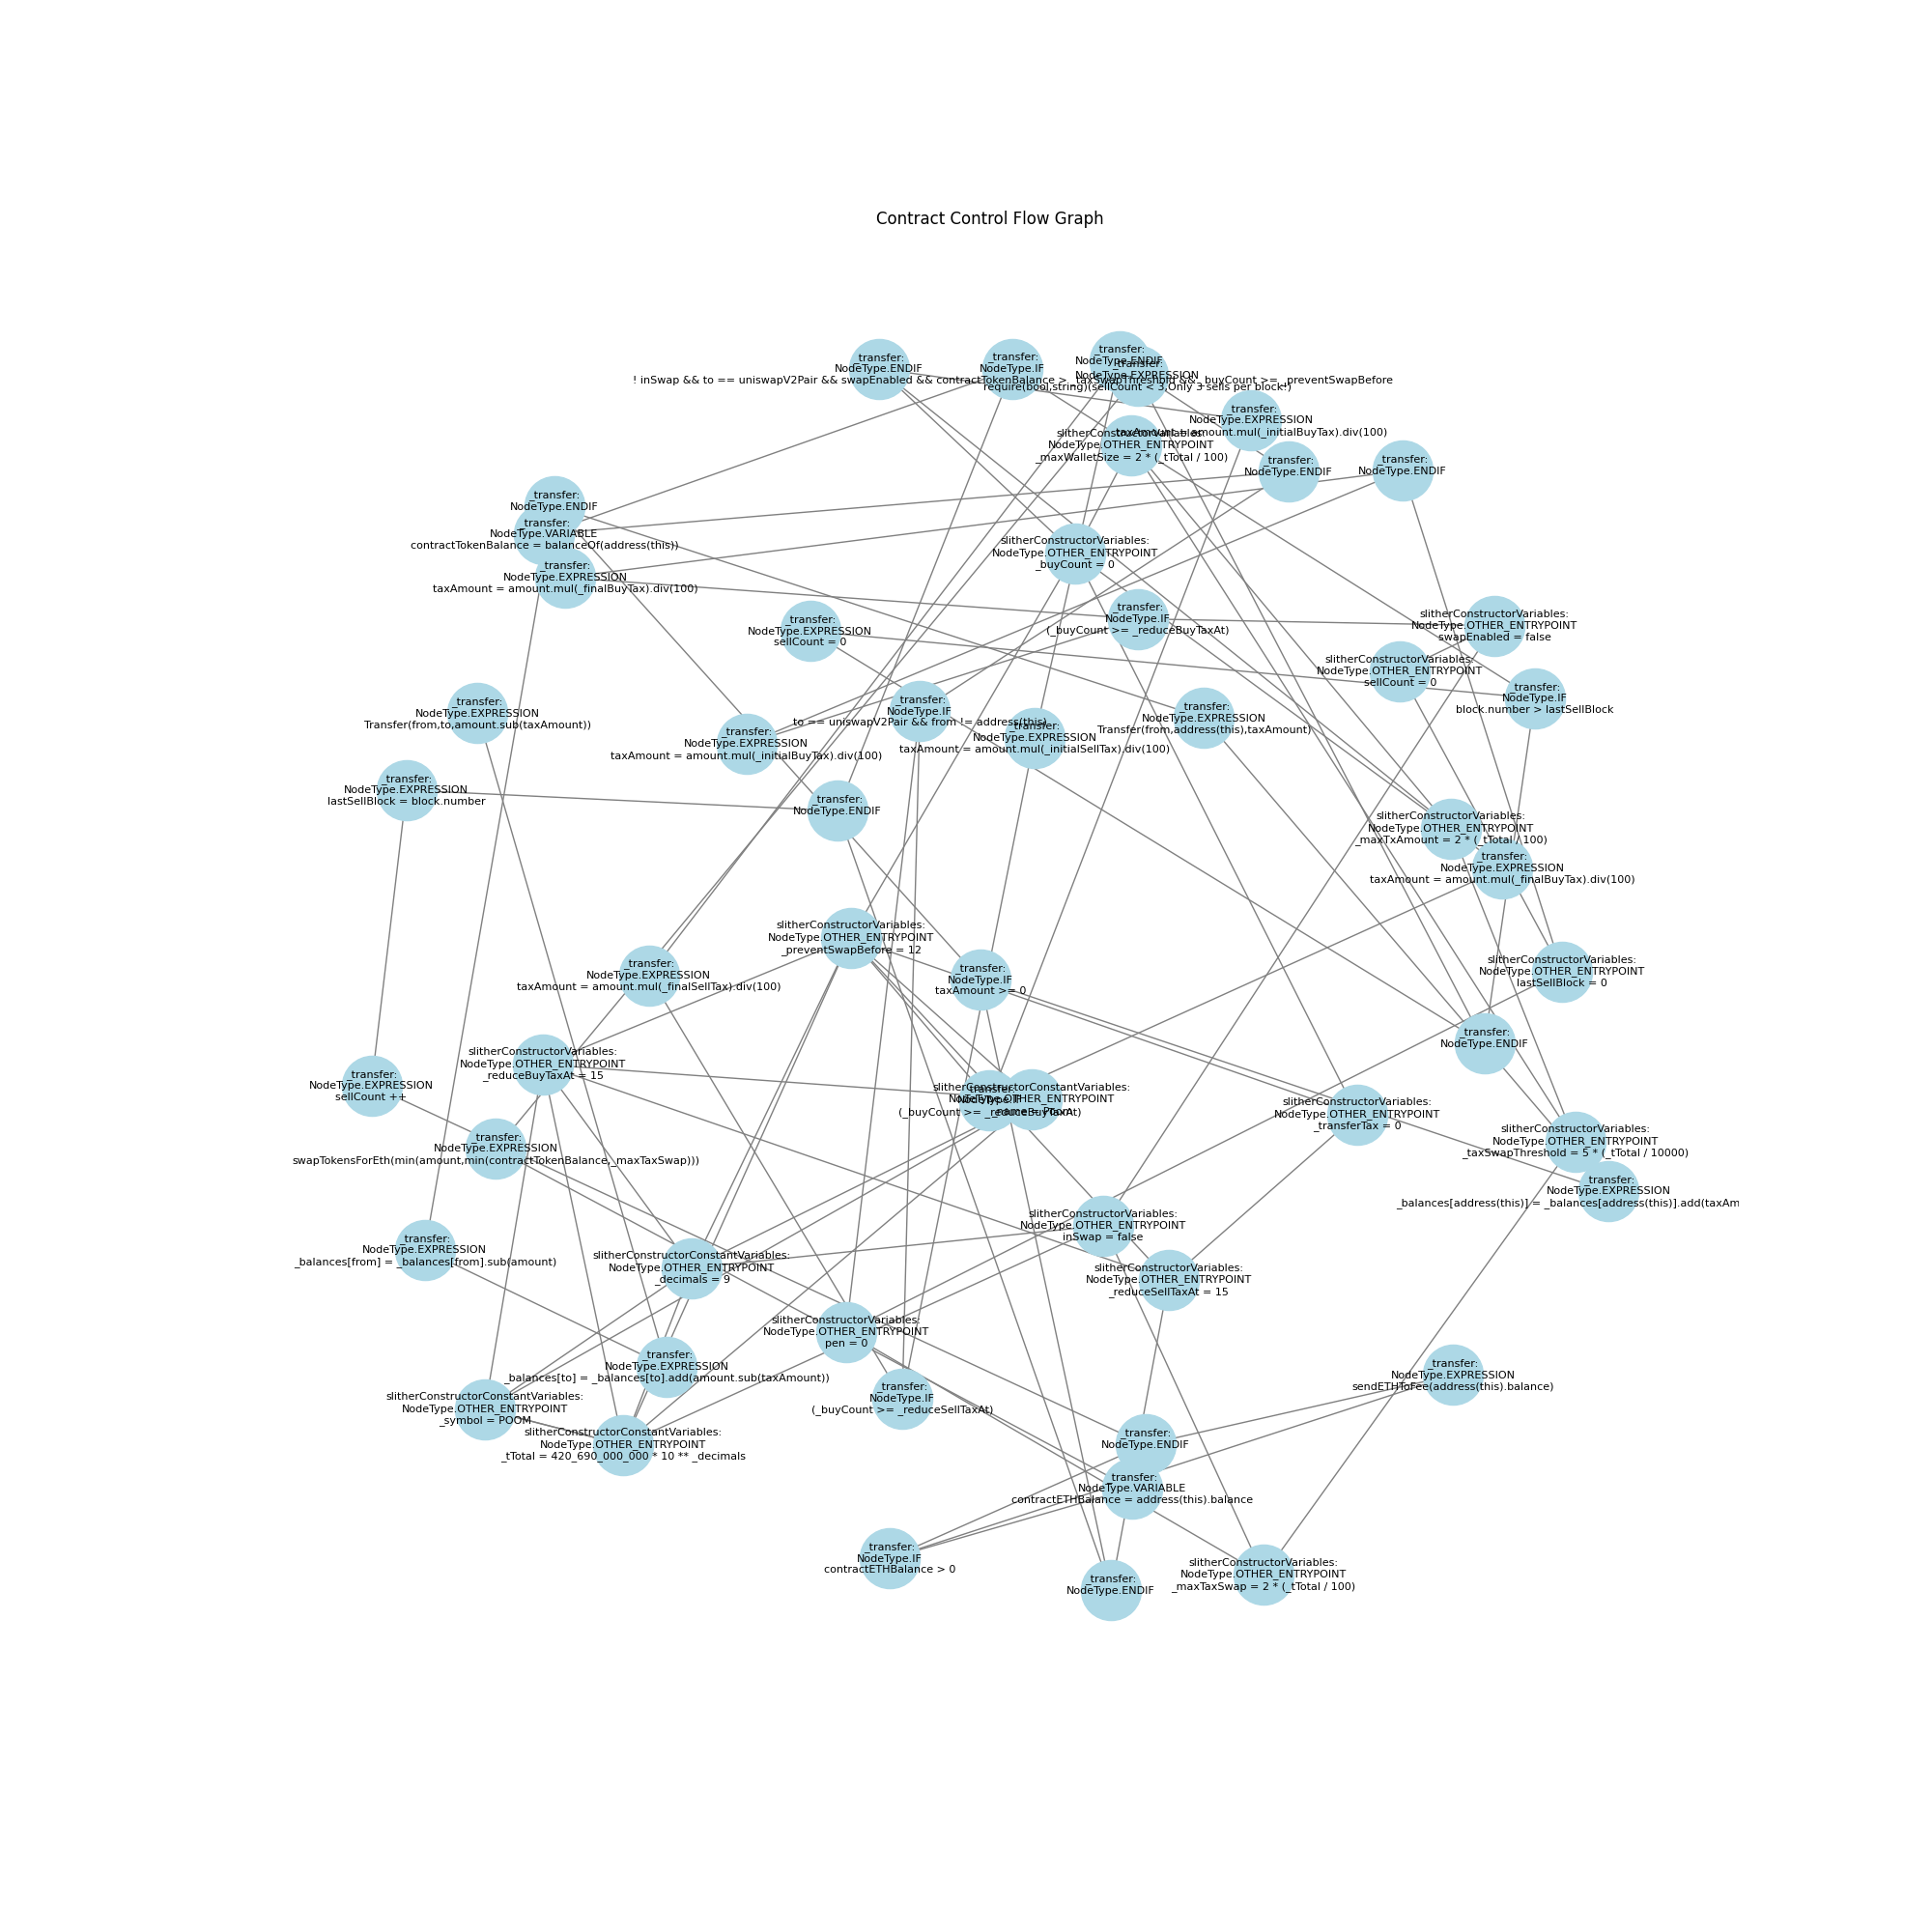 Contract Control Flow Graph
_transfer:
NodeType.ENDIF
_transfer:
NodeType.IF
! inSwap && to == uniswapV2Pair && swapEnabled && contractTokenBalance > _taxSwapThreshold && _buyCount >= _preventSwapBefore
_transfer:
NodeType.ENDIF
_transfer:
NodeType.EXPRESSION
require(bool,string)(sellCount < 3,Only 3 sells per block!)
_transfer:
NodeType.EXPRESSION
taxAmount = amount.mul(_initialBuyTax).div(100)
slitherConstructorVariables:
NodeType.OTHER_ENTRYPOINT
_maxWalletSize = 2 * (_tTotal / 100)
_transfer:
NodeType.ENDIF
_transfer:
NodeType.ENDIF
_transfer:
NodeType.ENDIF
_transfer:
NodeType.VARIABLE
contractTokenBalance = balanceOf(address(this))
_transfer:
NodeType.EXPRESSION
taxAmount = amount.mul(_finalBuyTax).div(100)
slitherConstructorVariables:
NodeType.OTHER_ENTRYPOINT
_buyCount = 0
_transfer:
NodeType.EXPRESSION
sellCount = 0
_transfer:
NodeType.IF
(_buyCount >= _reduceBuyTaxAt)
slitherConstructorVariables:
NodeType.OTHER_ENTRYPOINT
swapEnabled = false
slitherConstructorVariables:
NodeType.OTHER_ENTRYPOINT
sellCount = 0
_transfer:
NodeType.IF
block.number > lastSellBlock
_transfer:
NodeType.EXPRESSION
Transfer(from,to,amount.sub(taxAmount))
_transfer:
NodeType.IF
to == uniswapV2Pair && from != address(this)
_transfer:
NodeType.EXPRESSION
Transfer(from,address(this),taxAmount)
_transfer:
NodeType.EXPRESSION
taxAmount = amount.mul(_initialBuyTax).div(100)
_transfer:
NodeType.EXPRESSION
taxAmount = amount.mul(_initialSellTax).div(100)
_transfer:
NodeType.EXPRESSION
lastSellBlock = block.number
_transfer:
NodeType.ENDIF
slitherConstructorVariables:
NodeType.OTHER_ENTRYPOINT
_maxTxAmount = 2 * (_tTotal / 100)
_transfer:
NodeType.EXPRESSION
taxAmount = amount.mul(_finalBuyTax).div(100)
slitherConstructorVariables:
NodeType.OTHER_ENTRYPOINT
_preventSwapBefore = 12
_transfer:
NodeType.EXPRESSION
taxAmount = amount.mul(_finalSellTax).div(100)
_transfer:
NodeType.IF
taxAmount >= 0
slitherConstructorVariables:
NodeType.OTHER_ENTRYPOINT
lastSellBlock = 0
_transfer:
NodeType.ENDIF
slitherConstructorVariables:
NodeType.OTHER_ENTRYPOINT
_reduceBuyTaxAt = 15
_transfer:
NodeType.EXPRESSION
sellCount ++
_transfer:
NodeType.IF
(_buyCount >= _reduceBuyTaxAt)
slitherConstructorConstantVariables:
NodeType.OTHER_ENTRYPOINT
_name = Poom
slitherConstructorVariables:
NodeType.OTHER_ENTRYPOINT
_transferTax = 0
slitherConstructorVariables:
NodeType.OTHER_ENTRYPOINT
_taxSwapThreshold = 5 * (_tTotal / 10000)
_transfer:
NodeType.EXPRESSION
swapTokensForEth(min(amount,min(contractTokenBalance,_maxTaxSwap)))
_transfer:
NodeType.EXPRESSION
_balances[address(this)] = _balances[address(this)].add(taxAm
_transfer:
NodeType.EXPRESSION
_balances[from] = _balances[from].sub(amount)
slitherConstructorConstantVariables:
NodeType.OTHER_ENTRYPOINT
_decimals = 9
slitherConstructorVariables:
NodeType.OTHER_ENTRYPOINT
inSwap = false
slitherConstructorVariables:
NodeType.OTHER_ENTRYPOINT
_reduceSellTaxAt = 15
slitherConstructorVariables:
NodeType.OTHER_ENTRYPOINT
pen = 0
_transfer:
NodeType.EXPRESSION
_balances[to] = _balances[to].add(amount.sub(taxAmount))
_transfer:
NodeType.EXPRESSION
sendETHToFee(address(this).balance)
_transfer:
NodeType.IF
(_buyCount >= _reduceSellTaxAt)
slitherConstructorConstantVariables:
NodeType.OTHER_ENTRYPOINT
_symbol = POOM
slitherConstructorConstantVariables:
NodeType.OTHER_ENTRYPOINT
_tTotal = 420_690_000_000 * 10 ** _decimals
_transfer:
NodeType.ENDIF
_transfer:
NodeType.VARIABLE
contractETHBalance = address(this).balance
_transfer:
NodeType.IF
contractETHBalance > 0
_transfer:
NodeType.ENDIF
slitherConstructorVariables:
NodeType.OTHER_ENTRYPOINT
_maxTaxSwap = 2 * (_tTotal / 100)